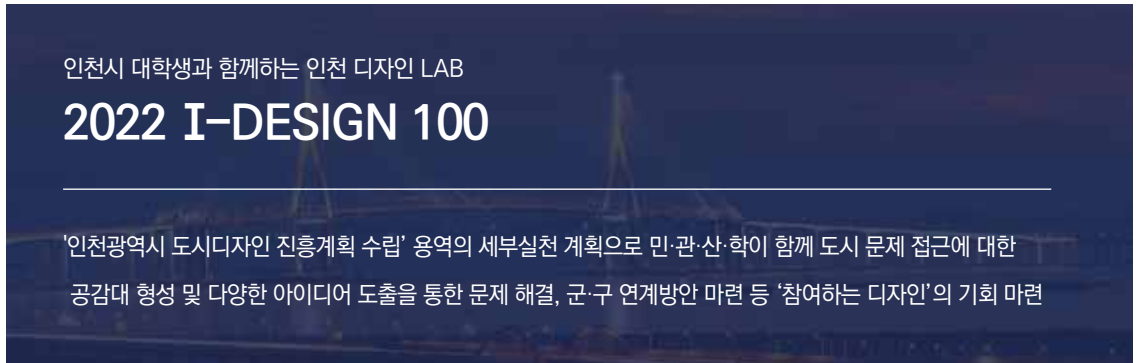 인천시 대학생과 함께하는 인천 디자인 LAB
2022 I-DESIGN 100
'인천광역시 도시디자인 진흥계획 수립’ 용역의 세부실천 계획으로 민·관·산·학이 함께 도시 문제 접근에 대한
공감대 형성 및 다양한 아이디어 도출을 통한 문제 해결, 군·구 연계방안 마련 등 ‘참여하는 디자인’의 기회 마련